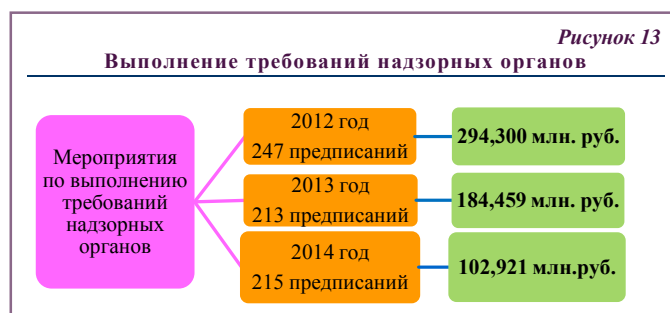 Рисунок 13
Выполнение требований надзорных органов
Мероприятия
по выполнению
требований
надзорных
органов
2012 год
247 предписаний
294,300 млн. руб.
2013 год
213 предписаний
184,459 млн. руб.
2014 год
215 предписаний
102,921 млн.руб.